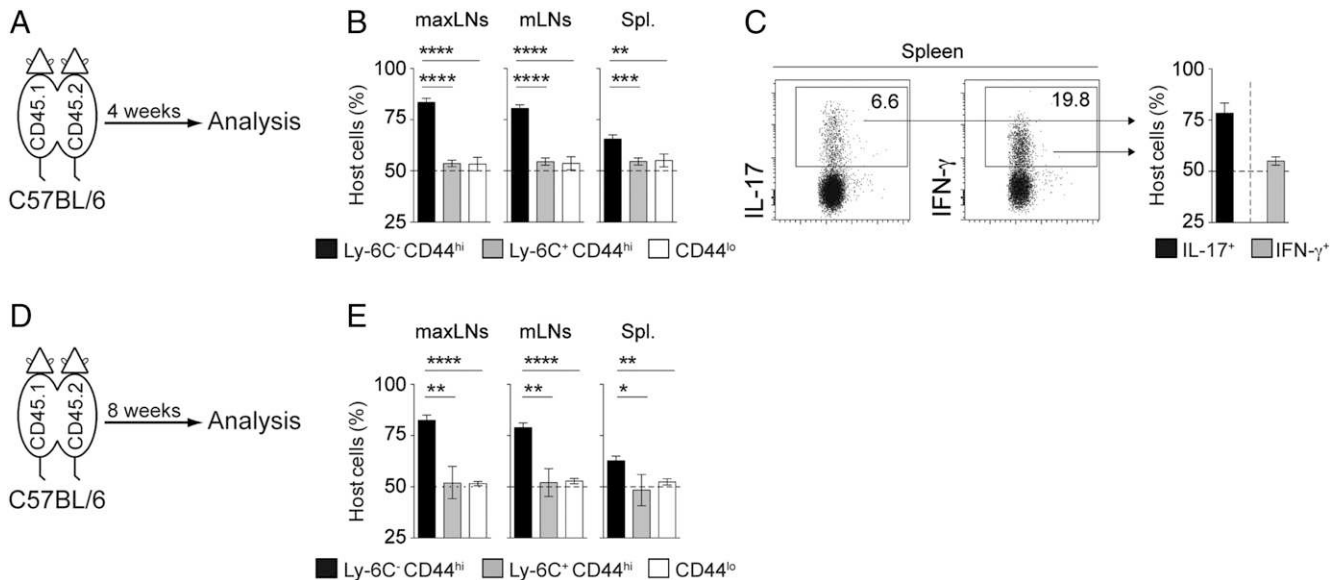 A
CD45.1
CD45.2
4 weeks
Analysis
C57BL/6
B
maxLNs
mLNs
Spl.
****
****
**
****
****
***
Host cells (%)
100
75
50
25
Ly-6C⁻ CD44ʰⁱ
Ly-6C⁺ CD44ʰⁱ
CD44ˡᵒ
C
Spleen
6.6
19.8
IL-17
IFN-γ
Host cells (%)
100
75
50
25
IL-17⁺
IFN-γ⁺
D
CD45.1
CD45.2
8 weeks
Analysis
C57BL/6
E
maxLNs
mLNs
Spl.
****
****
**
**
**
*
Host cells (%)
100
75
50
25
Ly-6C⁻ CD44ʰⁱ
Ly-6C⁺ CD44ʰⁱ
CD44ˡᵒ